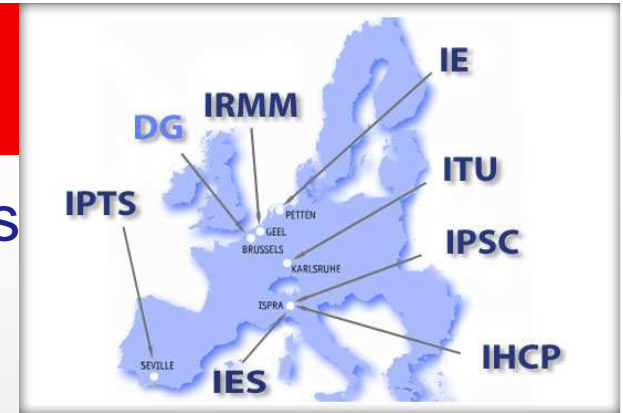 IE
IRMM
DG
ITU
IPTS
s
PETTEN
GEEL
BRUSSELS
IPSC
KARLSRUHE
ISPRA
SEVILLE
IES
IHCP